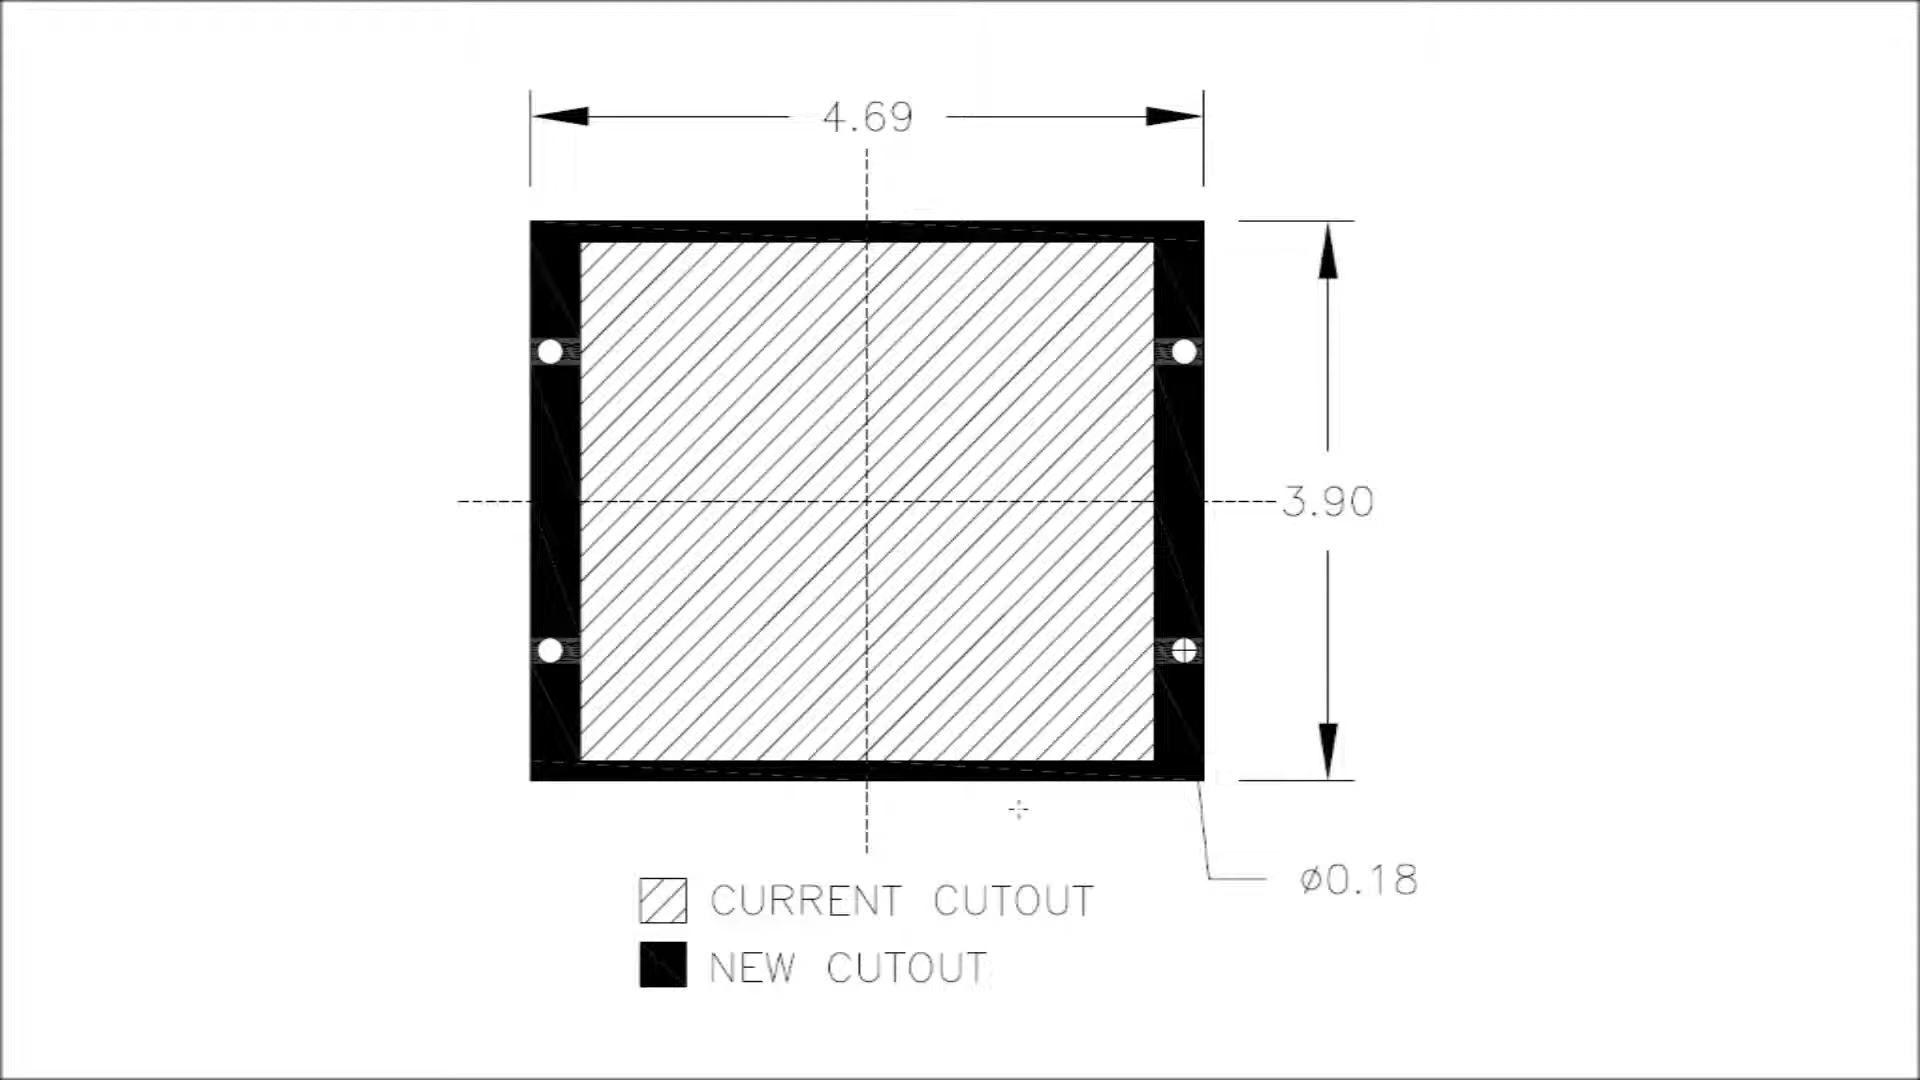 4.69
3.90
ø0.18
CURRENT CUTOUT
NEW CUTOUT